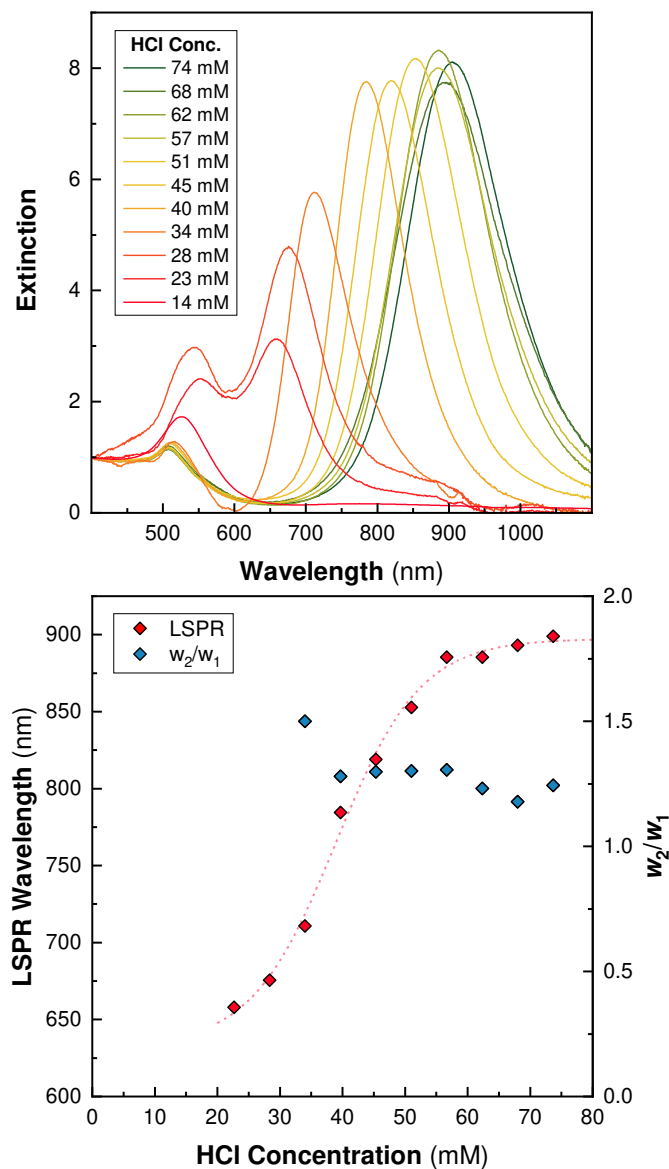 HCl Conc.
74 mM
68 mM
62 mM
57 mM
51 mM
45 mM
40 mM
34 mM
28 mM
23 mM
14 mM
Extinction
8
6
4
2
0
500 600 700 800 900 1000
Wavelength (nm)
LSPR
w2/w1
LSPR Wavelength (nm)
900
850
800
750
700
650
600
2.0
1.5
1.0
0.5
0.0
w2/w1
0 10 20 30 40 50 60 70 80
HCl Concentration (mM)